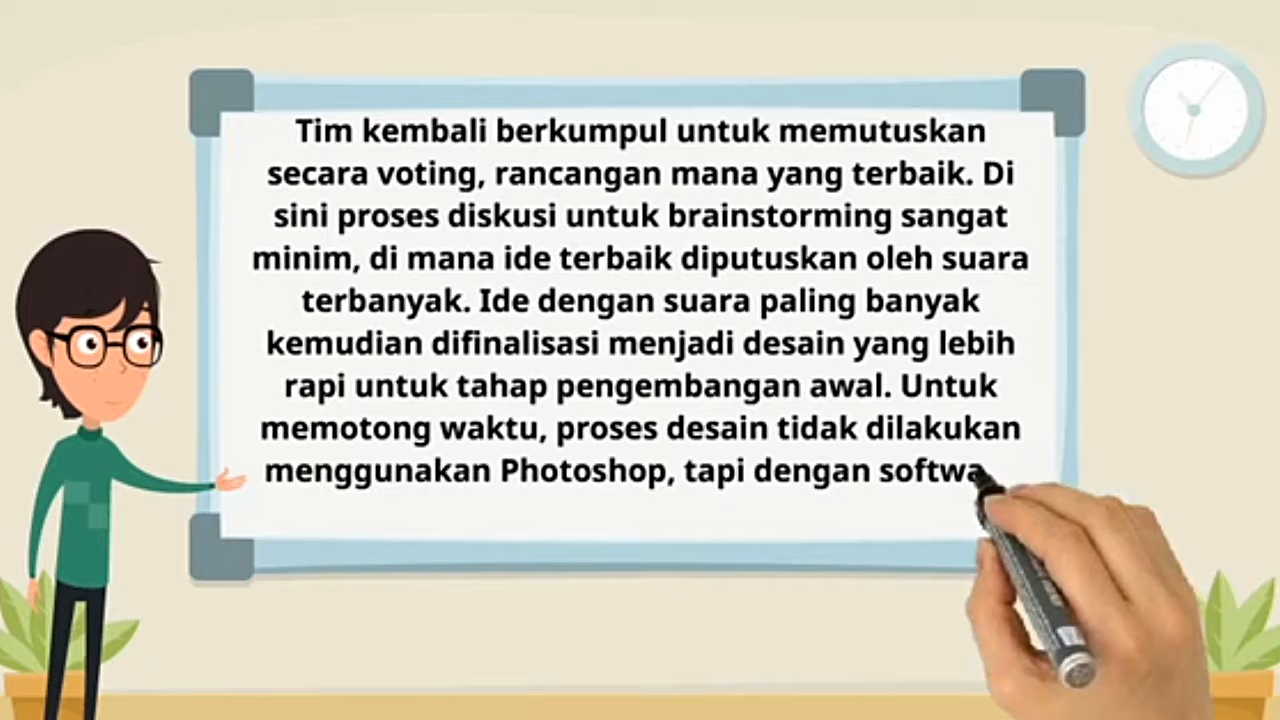 Tim kembali berkumpul untuk memutuskan
secara voting, rancangan mana yang terbaik. Di
sini proses diskusi untuk brainstorming sangat
minim, di mana ide terbaik diputuskan oleh suara
terbanyak. Ide dengan suara paling banyak
kemudian difinalisasi menjadi desain yang lebih
rapi untuk tahap pengembangan awal. Untuk
memotong waktu, proses desain tidak dilakukan
menggunakan Photoshop, tapi dengan softwa